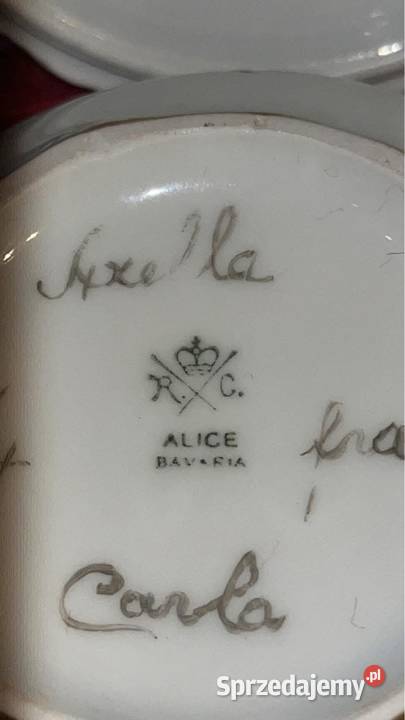 Axella
R. C.
ALICE
BAVARIA
Carla
Sprzedajemy.pl